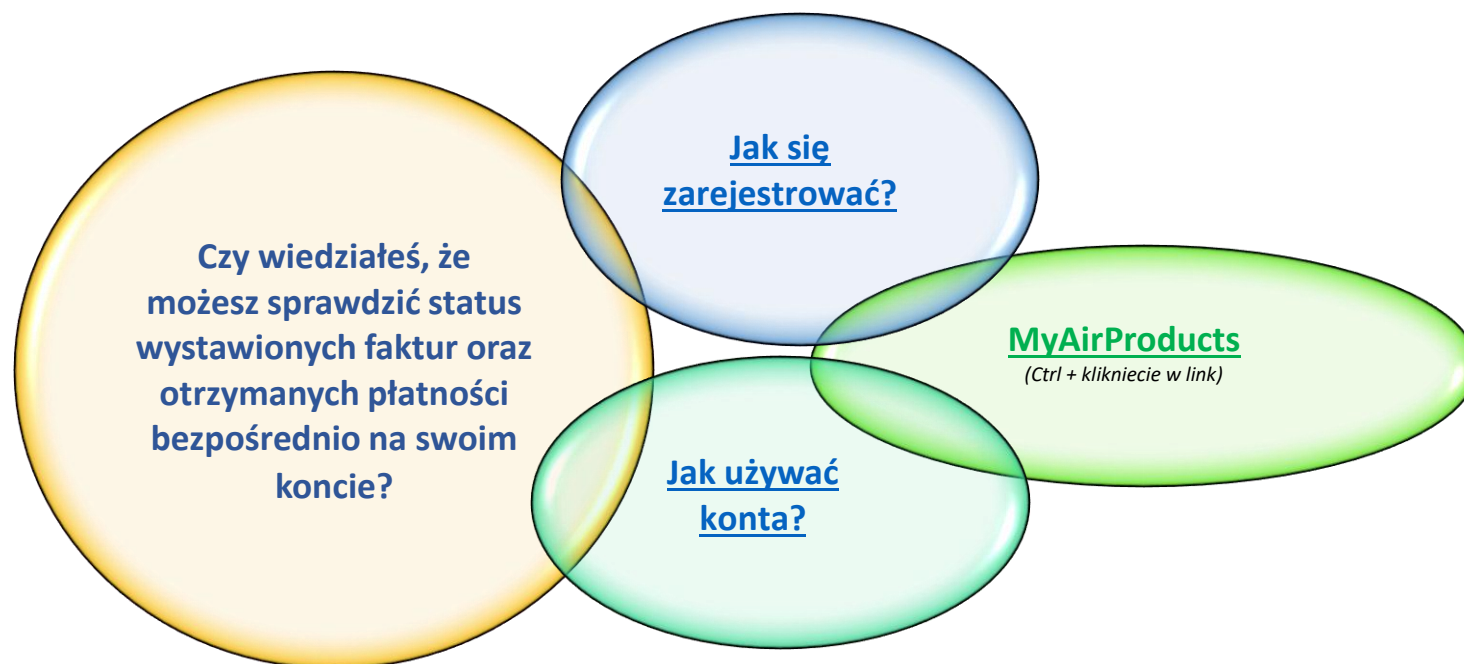 Czy wiedziałeś, że
możesz sprawdzić status
wystawionych faktur oraz
otrzymanych płatności
bezpośrednio na swoim
koncie?
Jak się
zarejestrować?
MyAirProducts
(Ctrl + klikniecie w link)
Jak używać
konta?